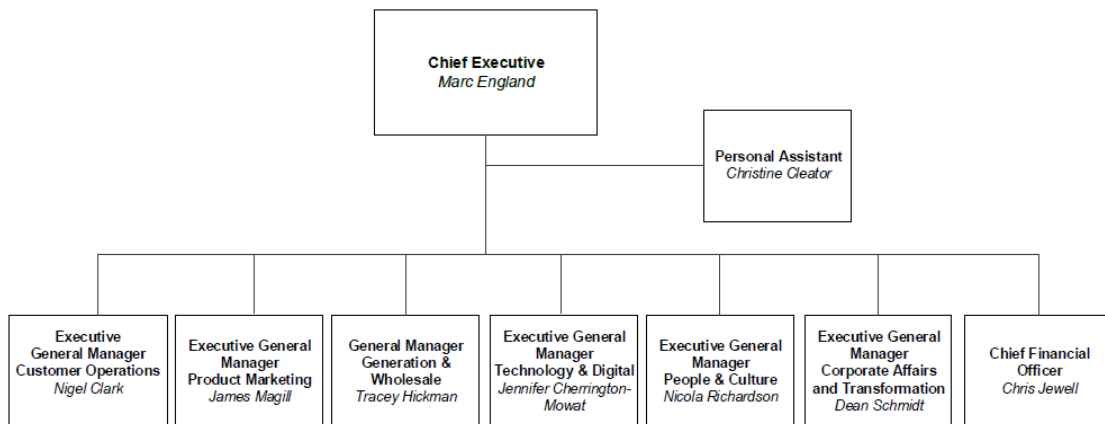 Chief Executive
Marc England
Personal Assistant
Christine Cleator
Executive
General Manager
Customer Operations
Nigel Clark
Executive General
Manager
Product Marketing
James Magill
General Manager
Generation &
Wholesale
Tracey Hickman
Executive General
Manager
Technology & Digital
Jennifer Cherrington-
Mowat
Executive General
Manager
People & Culture
Nicola Richardson
Executive General
Manager
Corporate Affairs
and Transformation
Dean Schmidt
Chief Financial
Officer
Chris Jewell